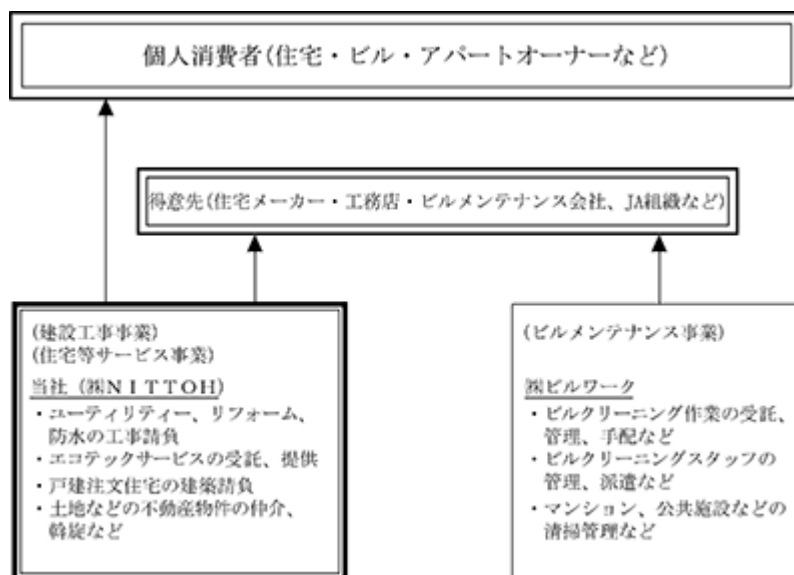 個人消費者(住宅・ビル・アパートオーナーなど)
得意先(住宅メーカー・工務店・ビルメンテナンス会社、JA組織など)
(建設工事事業)
(住宅等サービス事業)
当社 (㈱ＮＩＴＴＯＨ)
・ユーティリティー、リフォーム、
防水の工事請負
・エコテックサービスの受託、提供
・戸建注文住宅の建築請負
・土地などの不動産物件の仲介、
斡旋など
(ビルメンテナンス事業)
㈱ビルワーク
・ビルクリーニング作業の受託、
管理、手配など
・ビルクリーニングスタッフの
管理、派遣など
・マンション、公共施設などの
清掃管理など